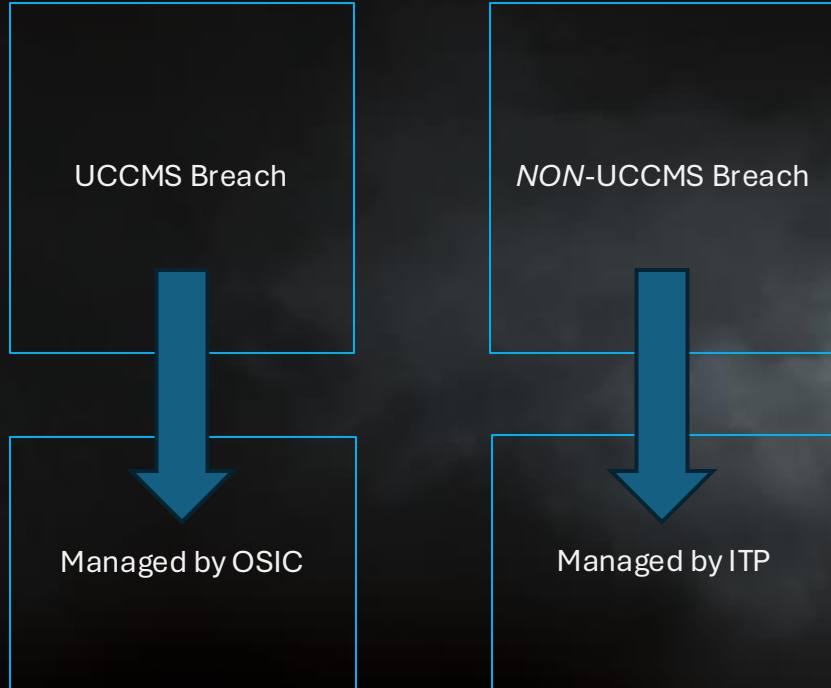 UCCMS Breach
NON-UCCMS Breach
Managed by OSIC
Managed by ITP